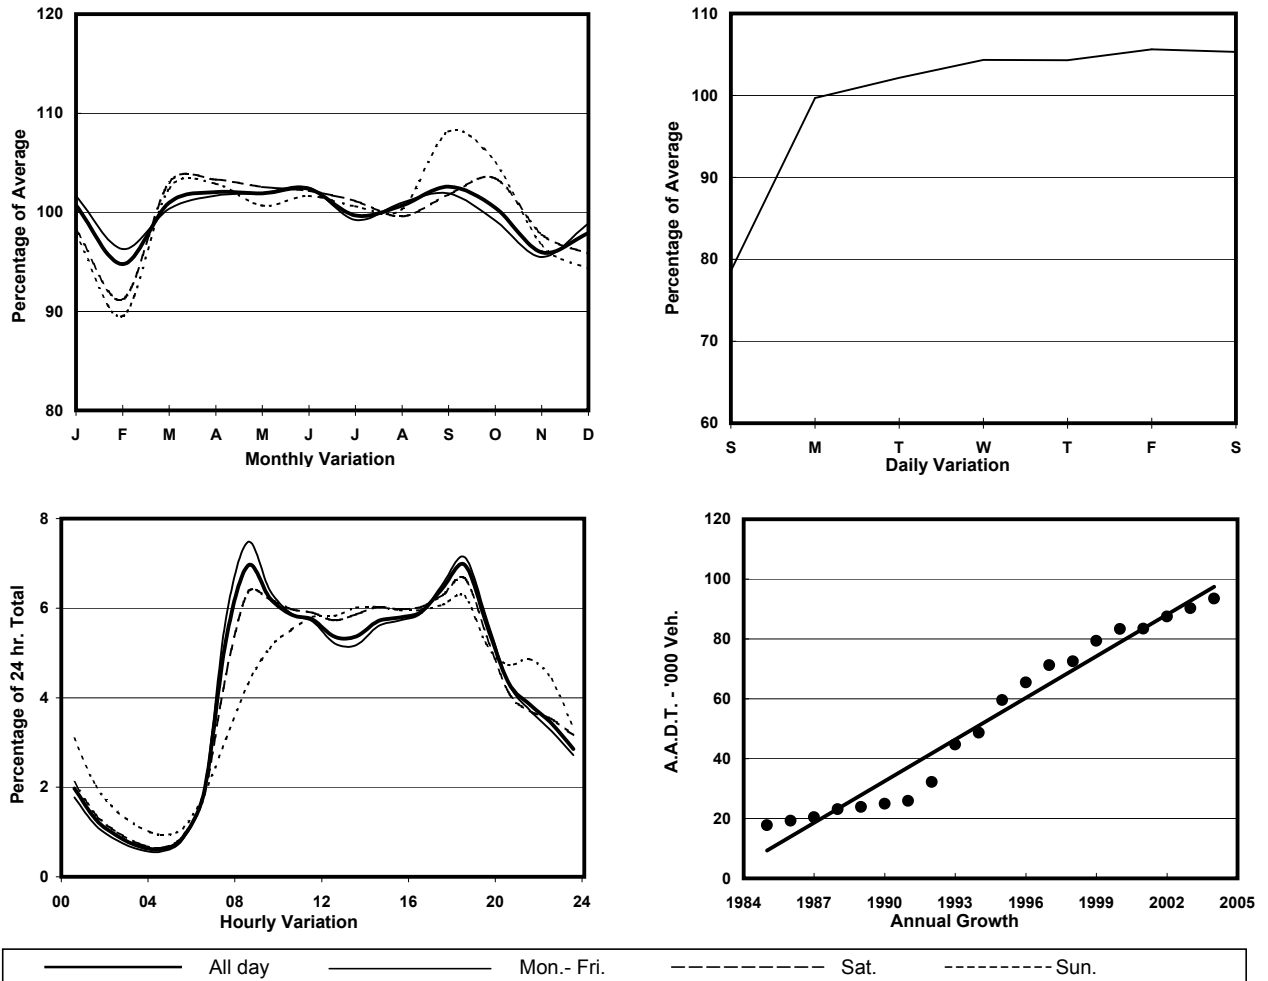 120
110
100
90
80
Percentage of Average
J F M A M J J A S O N D
Monthly Variation
110
100
90
80
70
60
Percentage of Average
S M T W T F S
Daily Variation
8
6
4
2
0
Percentage of 24 hr. Total
00 04 08 12 16 20 24
Hourly Variation
120
100
80
60
40
20
0
A.A.D.T. - '000 Veh.
1984 1987 1990 1993 1996 1999 2002 2005
Annual Growth
All day Mon.- Fri. Sat. Sun.